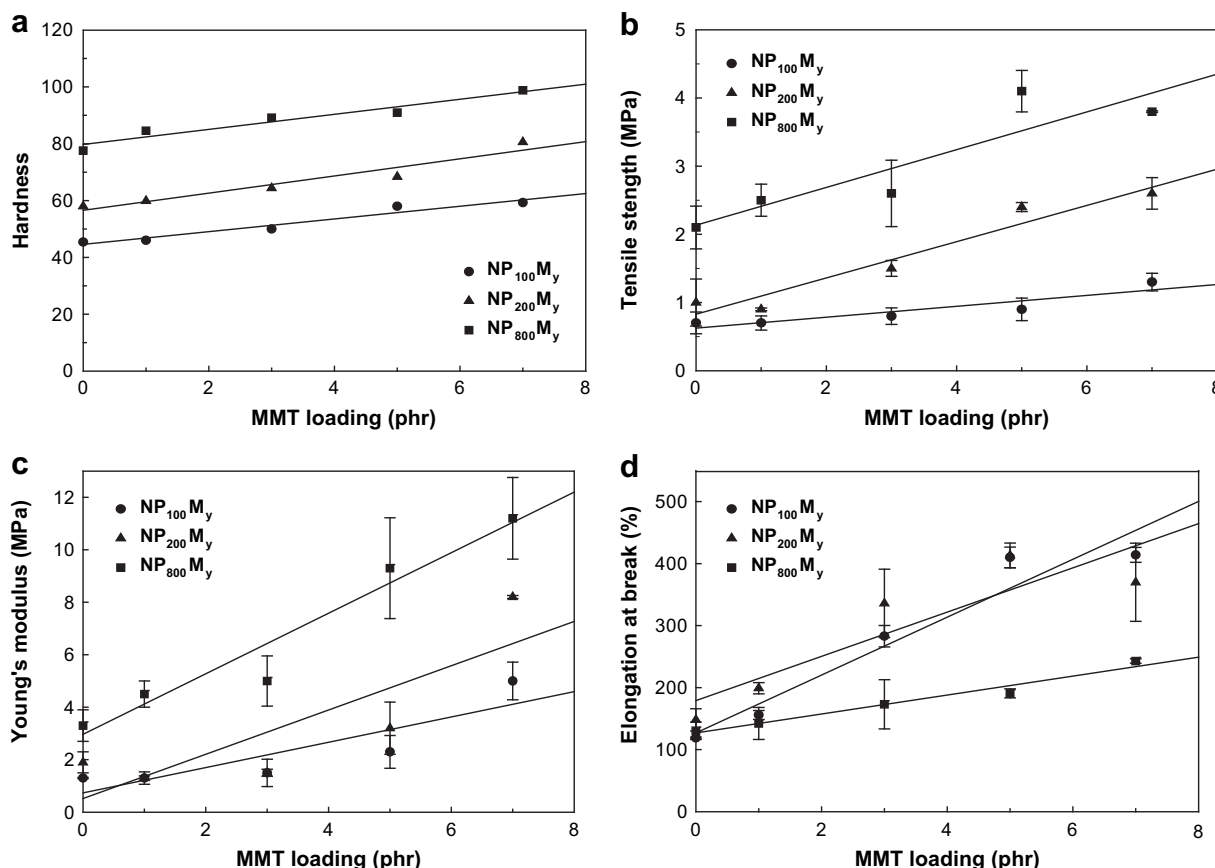 a
120
100
80
60
40
20
0
Hardness
NP100My
NP200My
NP800My
0 2 4 6 8
MMT loading (phr)
b
5
4
3
2
1
0
Tensile stength (MPa)
NP100My
NP200My
NP800My
0 2 4 6 8
MMT loading (phr)
c
12
10
8
6
4
2
0
Young's modulus (MPa)
NP100My
NP200My
NP800My
0 2 4 6 8
MMT loading (phr)
d
500
400
300
200
100
0
Elongation at break (%)
NP100My
NP200My
NP800My
0 2 4 6 8
MMT loading (phr)